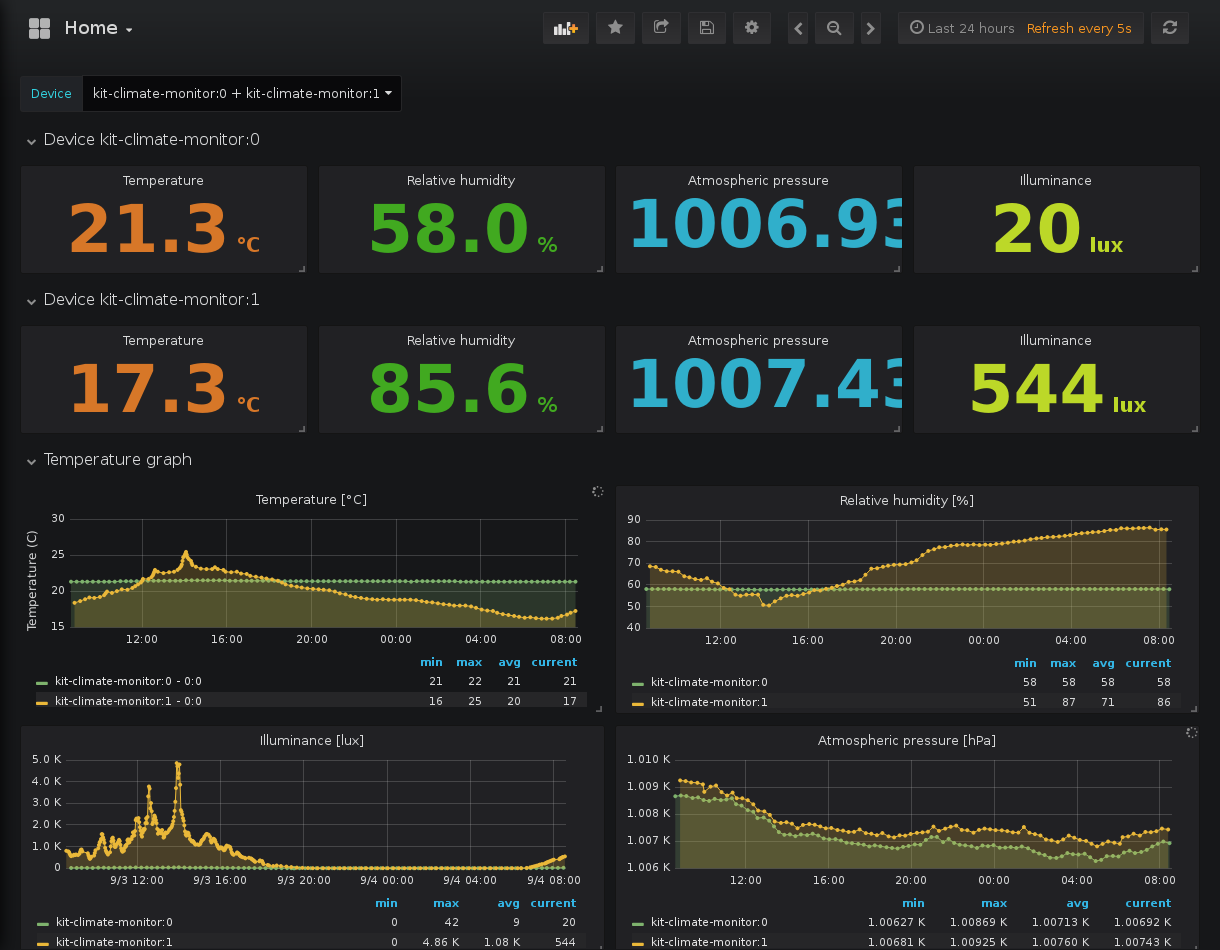 Home
Last 24 hours Refresh every 5s
Device kit-climate-monitor:0 + kit-climate-monitor:1
Device kit-climate-monitor:0
Temperature Relative humidity Atmospheric pressure Illuminance
21.3 °C 58.0 % 1006.93 20 lux
Device kit-climate-monitor:1
Temperature Relative humidity Atmospheric pressure Illuminance
17.3 °C 85.6 % 1007.43 544 lux
Temperature graph
Temperature [°C]
Temperature (C)
30
25
20
15
12:00 16:00 20:00 00:00 04:00 08:00
min max avg current
kit-climate-monitor:0 - 0:0 21 22 21 21
kit-climate-monitor:1 - 0:0 16 25 20 17
Relative humidity [%]
90
80
70
60
50
40
12:00 16:00 20:00 00:00 04:00 08:00
min max avg current
kit-climate-monitor:0 58 58 58 58
kit-climate-monitor:1 51 87 71 86
Illuminance [lux]
5.0 K
4.0 K
3.0 K
2.0 K
1.0 K
0
9/3 12:00 9/3 16:00 9/3 20:00 9/4 00:00 9/4 04:00 9/4 08:00
min max avg current
kit-climate-monitor:0 0 42 9 20
kit-climate-monitor:1 0 4.86 K 1.08 K 544
Atmospheric pressure [hPa]
1.010 K
1.009 K
1.008 K
1.007 K
1.006 K
12:00 16:00 20:00 00:00 04:00 08:00
min max avg current
kit-climate-monitor:0 1.00627 K 1.00869 K 1.00713 K 1.00692 K
kit-climate-monitor:1 1.00681 K 1.00925 K 1.00760 K 1.00743 K